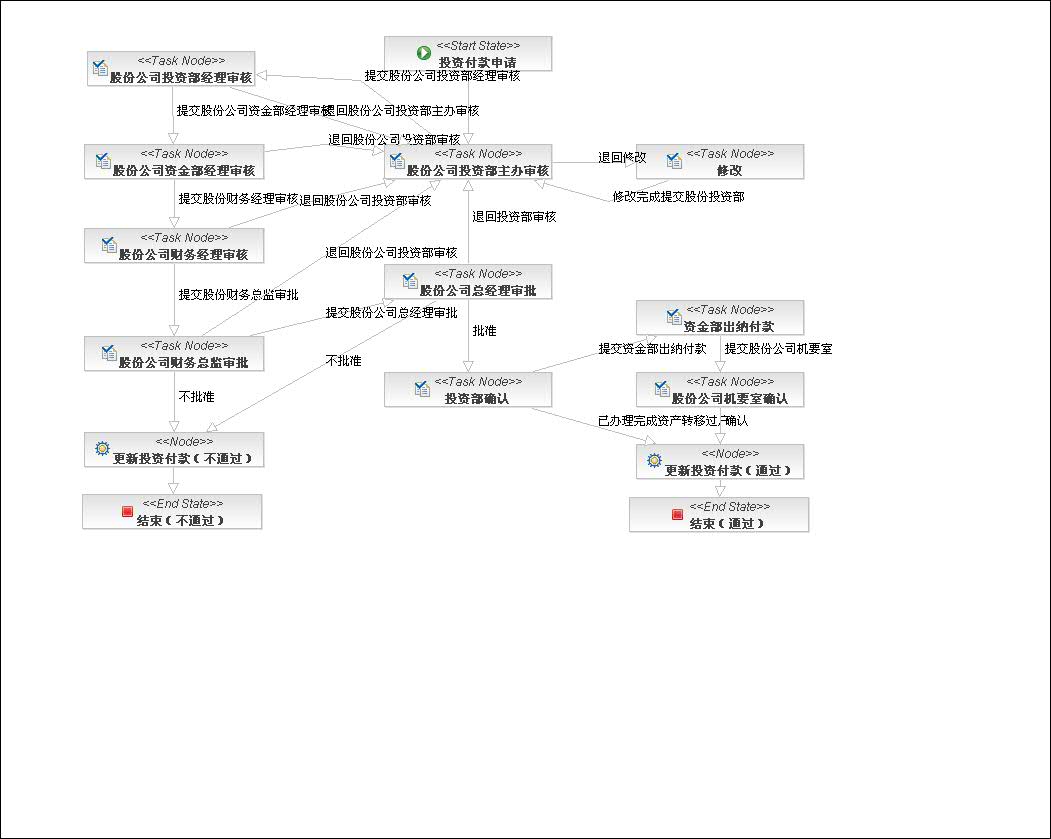 <<Start State>>
投资付款申请
<<Task Node>>
股份公司投资部经理审核
提交股份公司投资部经理审核
提交股份公司资金部经理审核
退回股份公司投资部主办审核
退回股份公司投资部审核
<<Task Node>>
股份公司资金部经理审核
<<Task Node>>
股份公司投资部主办审核
退回修改
<<Task Node>>
修改
提交股份财务经理审核
退回股份公司投资部审核
修改完成提交股份投资部
退回投资部审核
<<Task Node>>
股份公司财务经理审核
退回股份公司投资部审核
<<Task Node>>
股份公司总经理审批
提交股份财务总监审批
提交股份公司总经理审批
<<Task Node>>
资金部出纳付款
批准
<<Task Node>>
股份公司财务总监审批
不批准
提交资金部出纳付款
提交股份公司机要室
<<Task Node>>
投资部确认
<<Task Node>>
股份公司机要室确认
不批准
已办理完成资产转移过户
确认
<<Node>>
更新投资付款（不通过）
<<Node>>
更新投资付款（通过）
<<End State>>
结束（不通过）
<<End State>>
结束（通过）